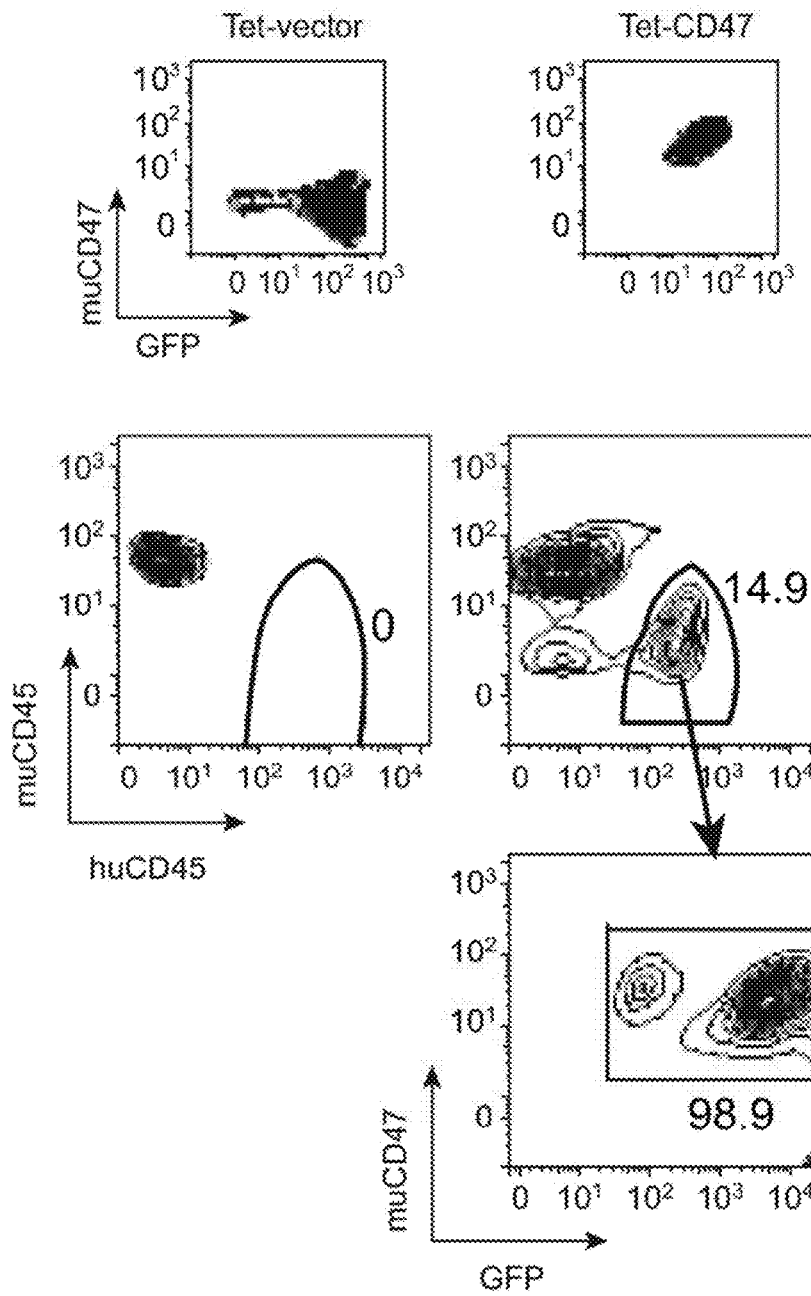 Tet-vector Tet-CD47
10³ 10³
10² 10²
10¹ 10¹
0 0
muCD47
0 10¹ 10² 10³ 0 10¹ 10² 10³
GFP
10³ 10³
10² 10²
14.9
10¹ 10¹
0
0 0
muCD45
0 10¹ 10² 10³ 10⁴ 0 10¹ 10² 10³ 10⁴
huCD45
10³
10²
10¹
0
98.9
muCD47
0 10¹ 10² 10³ 10⁴
GFP